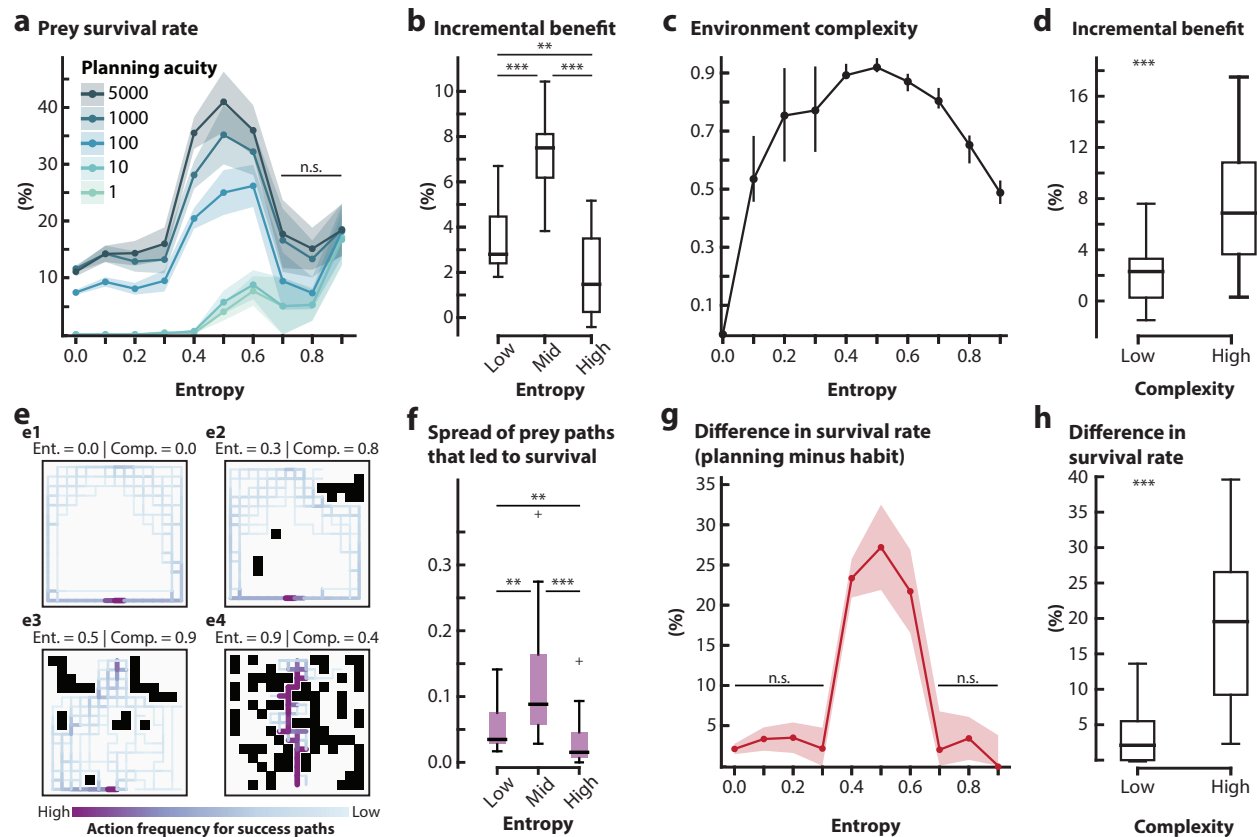 a Prey survival rate
Planning acuity
5000
1000
100
10
1
n.s.
40
30
20
10
(%)
0.0 0.2 0.4 0.6 0.8
Entropy
b Incremental benefit
**
*** ***
10
8
6
4
2
0
(%)
Low Mid High
Entropy
c Environment complexity
0.9
0.7
0.5
0.3
0.1
(%)
0.0 0.2 0.4 0.6 0.8
Entropy
d Incremental benefit
***
16
12
8
4
0
(%)
Low High
Complexity
e
e1
Ent. = 0.0 | Comp. = 0.0
e2
Ent. = 0.3 | Comp. = 0.8
e3
Ent. = 0.5 | Comp. = 0.9
e4
Ent. = 0.9 | Comp. = 0.4
High Low
Action frequency for success paths
f Spread of prey paths
that led to survival
**
+
** ***
+
0.3
0.2
0.1
0.0
Low Mid High
Entropy
g Difference in survival rate
(planning minus habit)
35
30
25
20
15
10
5
(%)
n.s. n.s.
0.0 0.2 0.4 0.6 0.8
Entropy
h Difference in
survival rate
***
40
35
30
25
20
15
10
5
(%)
Low High
Complexity